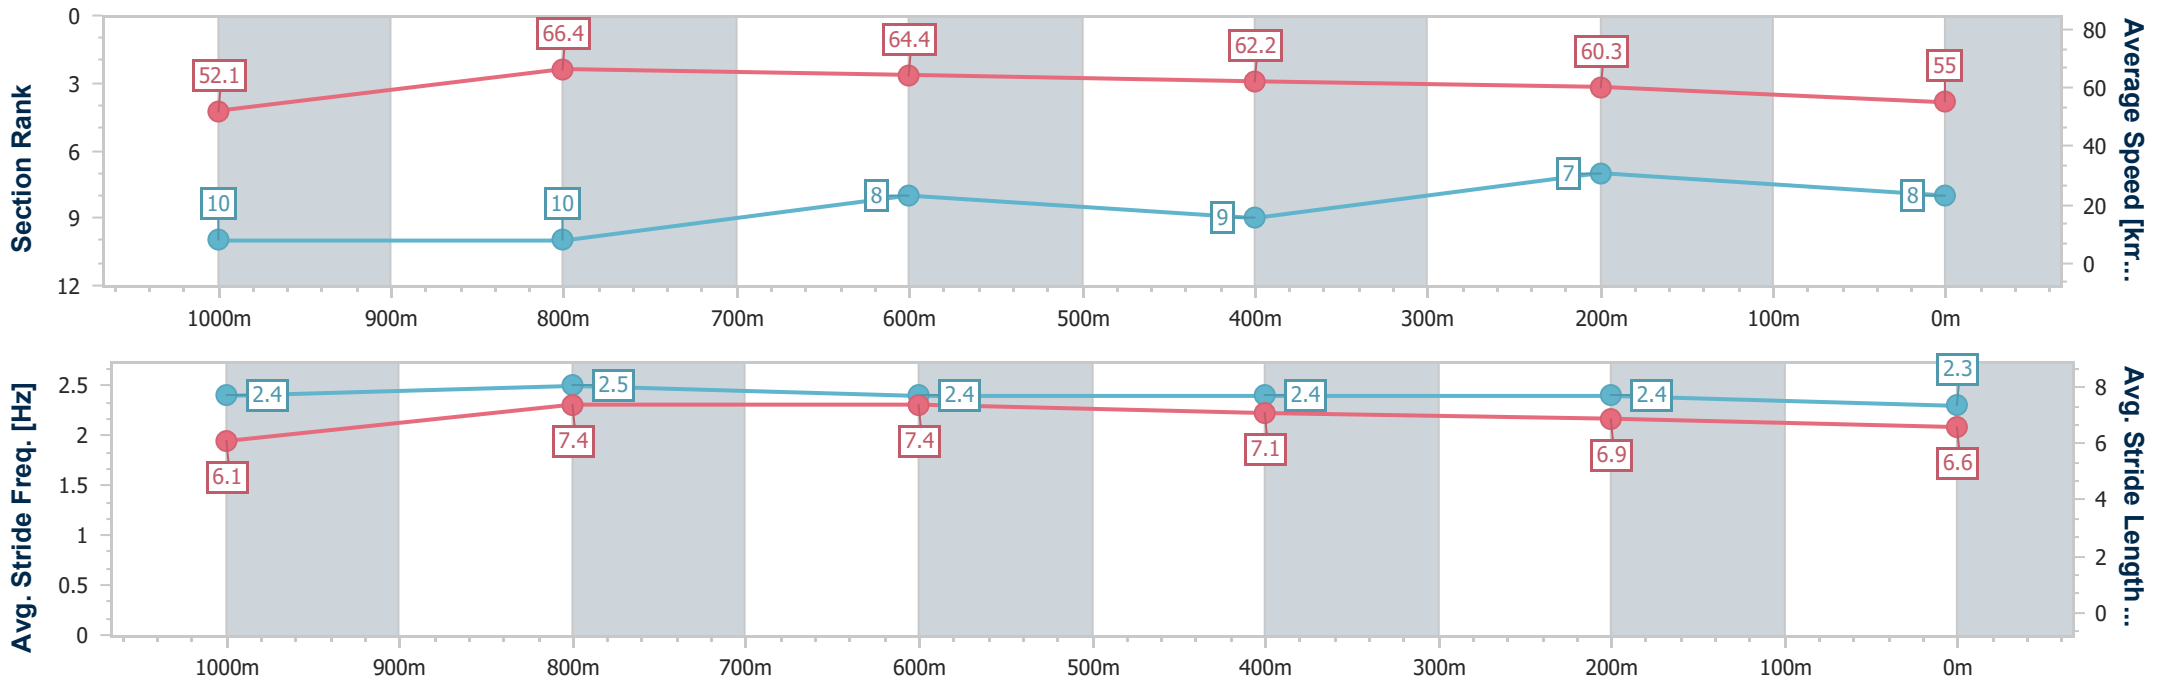 Section Rank
0
3
6
9
12
52.1
66.4
64.4
62.2
60.3
55
10
10
8
9
7
8
80
60
40
20
0
Average Speed [km...
1000m
900m
800m
700m
600m
500m
400m
300m
200m
100m
0m
Avg. Stride Freq. [Hz]
2.5
2
1.5
1
0.5
0
2.4
2.5
2.4
2.4
2.4
2.3
6.1
7.4
7.4
7.1
6.9
6.6
8
6
4
2
0
Avg. Stride Length ...
1000m
900m
800m
700m
600m
500m
400m
300m
200m
100m
0m